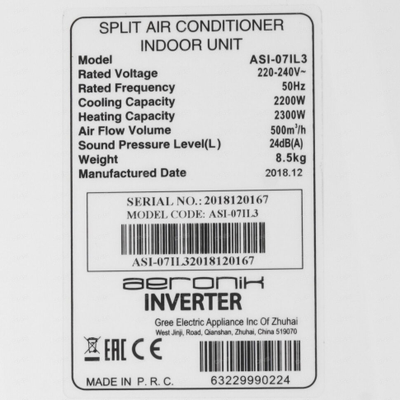 SPLIT AIR CONDITIONER
INDOOR UNIT
Model ASI-07IL3
Rated Voltage 220-240V~
Rated Frequency 50Hz
Cooling Capacity 2200W
Heating Capacity 2300W
Air Flow Volume 500m³/h
Sound Pressure Level(L) 24dB(A)
Weight 8.5kg
Manufactured Date 2018.12
SERIAL NO.: 2018120167
MODEL CODE: ASI-07IL3
ASI-07IL32018120167
aeronik
INVERTER
Gree Electric Appliance Inc Of Zhuhai
West Jinji, Road, Qianshan, Zhuhai, China 519070
EAC CE
MADE IN P. R. C. 63229990224